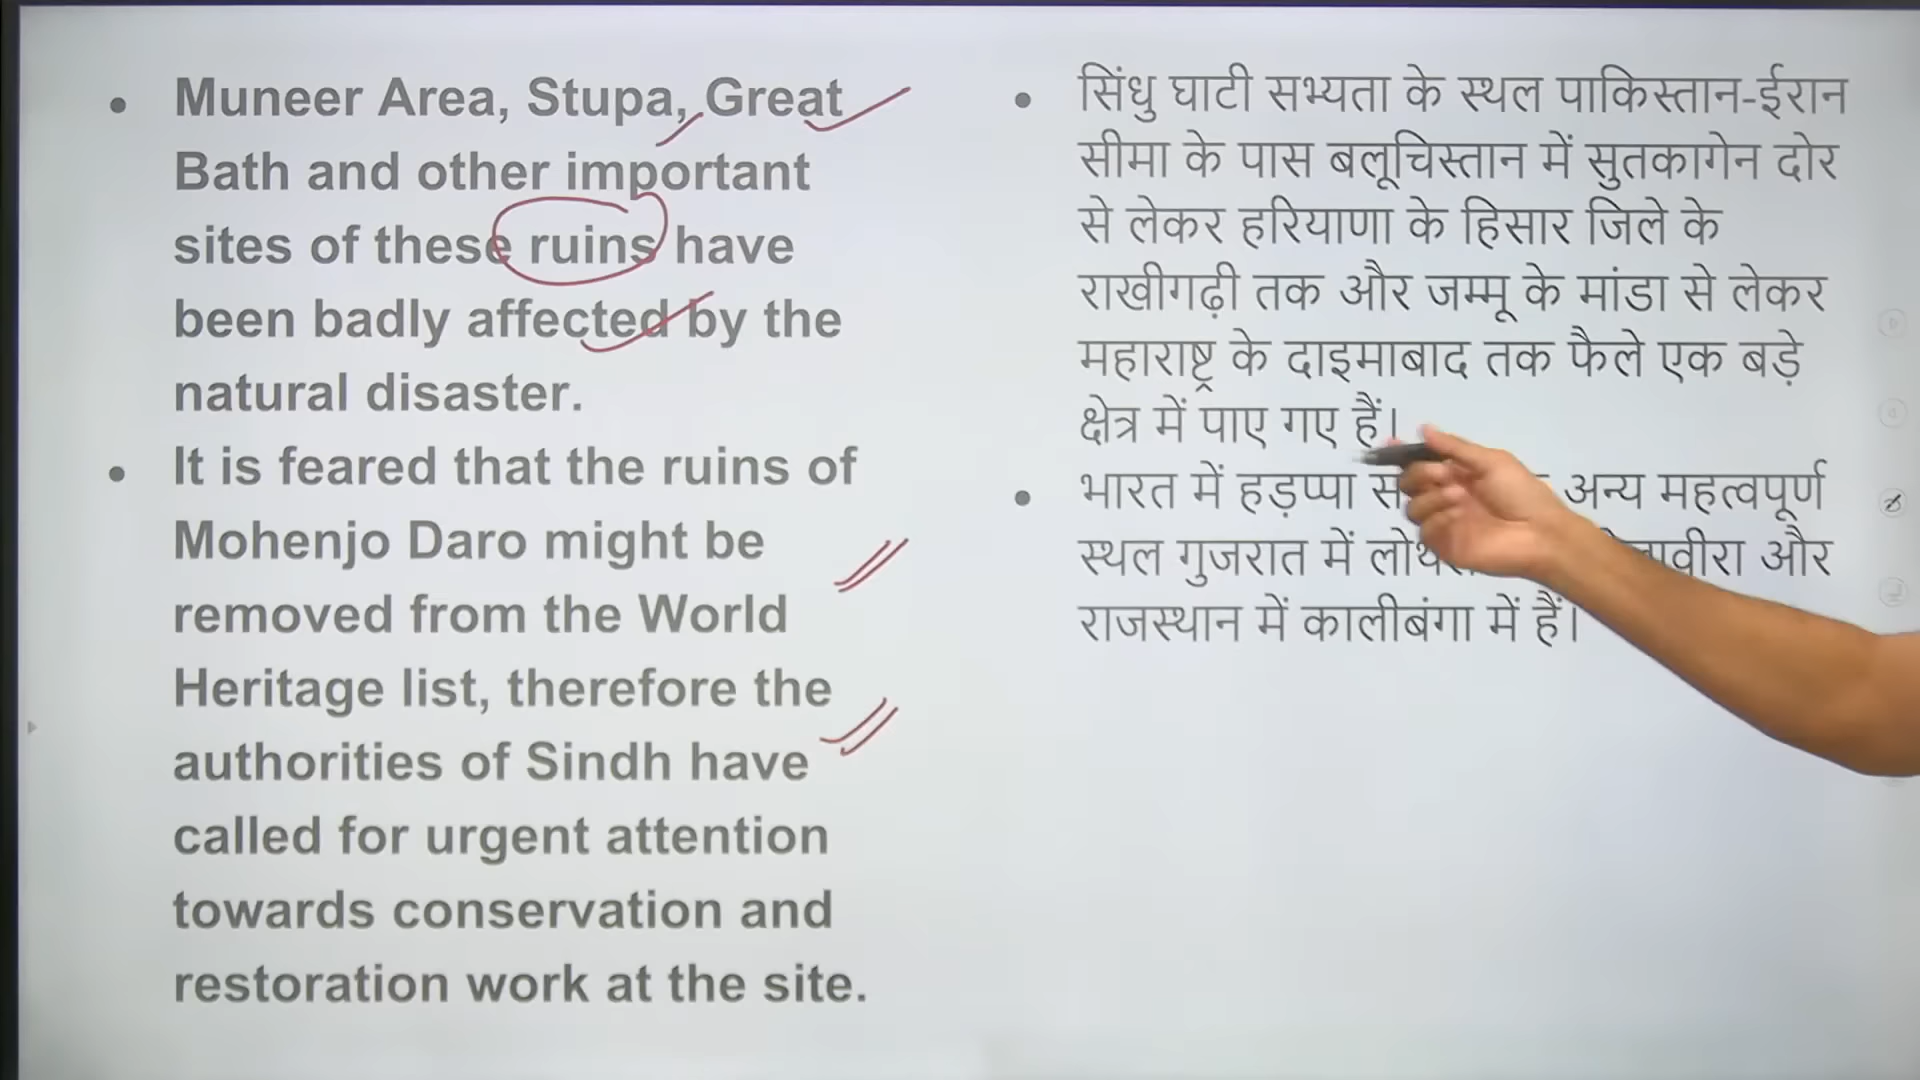 Muneer Area, Stupa, Great
Bath and other important
sites of these ruins have
been badly affected by the
natural disaster.
It is feared that the ruins of
Mohenjo Daro might be
removed from the World
Heritage list, therefore the
authorities of Sindh have
called for urgent attention
towards conservation and
restoration work at the site.
सिंधु घाटी सभ्यता के स्थल पाकिस्तान-ईरान
सीमा के पास बलूचिस्तान में सुतकागेन दोर
से लेकर हरियाणा के हिसार जिले के
राखीगढ़ी तक और जम्मू के मांडा से लेकर
महाराष्ट्र के दाइमाबाद तक फैले एक बड़े
क्षेत्र में पाए गए हैं।
भारत में हड़प्पा अन्य महत्वपूर्ण
स्थल गुजरात में और
राजस्थान में कालीबंगा में हैं।